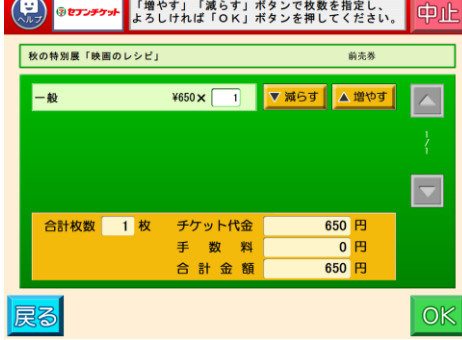 「増やす」「減らす」ボタンで枚数を指定し、
よろしければ「OK」ボタンを押してください。
ヘルプ
セブンチケット
中止
秋の特別展「映画のレシピ」 前売券
一般 ¥650× 1 ▼減らす ▲増やす
1/1
合計枚数 1 枚 チケット代金 650 円
手数料 0 円
合計金額 650 円
戻る OK